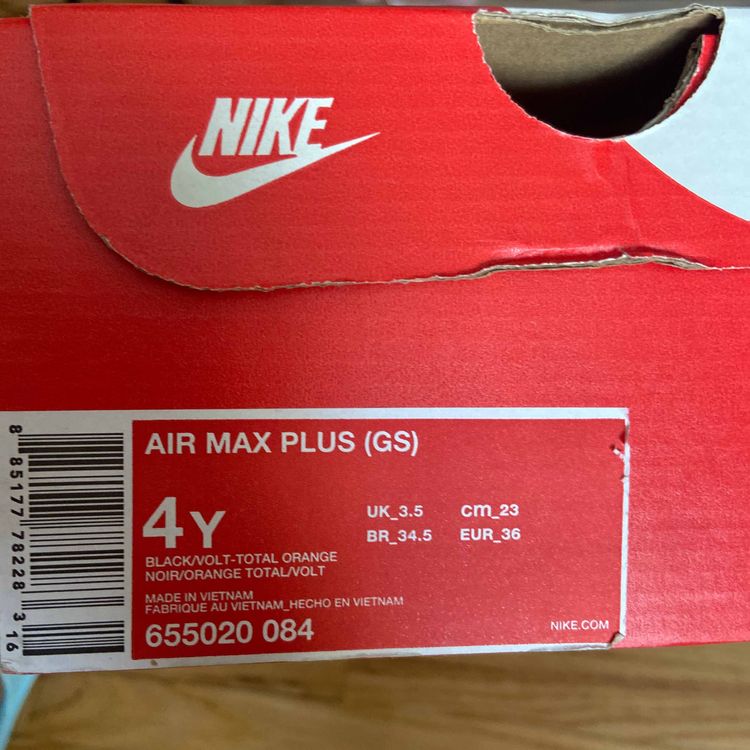 NIKE
AIR MAX PLUS (GS)
4Y
UK_3.5 cm_23
BR_34.5 EUR_36
BLACK/VOLT-TOTAL ORANGE
NOIR/ORANGE TOTAL/VOLT
MADE IN VIETNAM
FABRIQUE AU VIETNAM_HECHO EN VIETNAM
655020 084
NIKE.COM
8 85177 78228 3 16